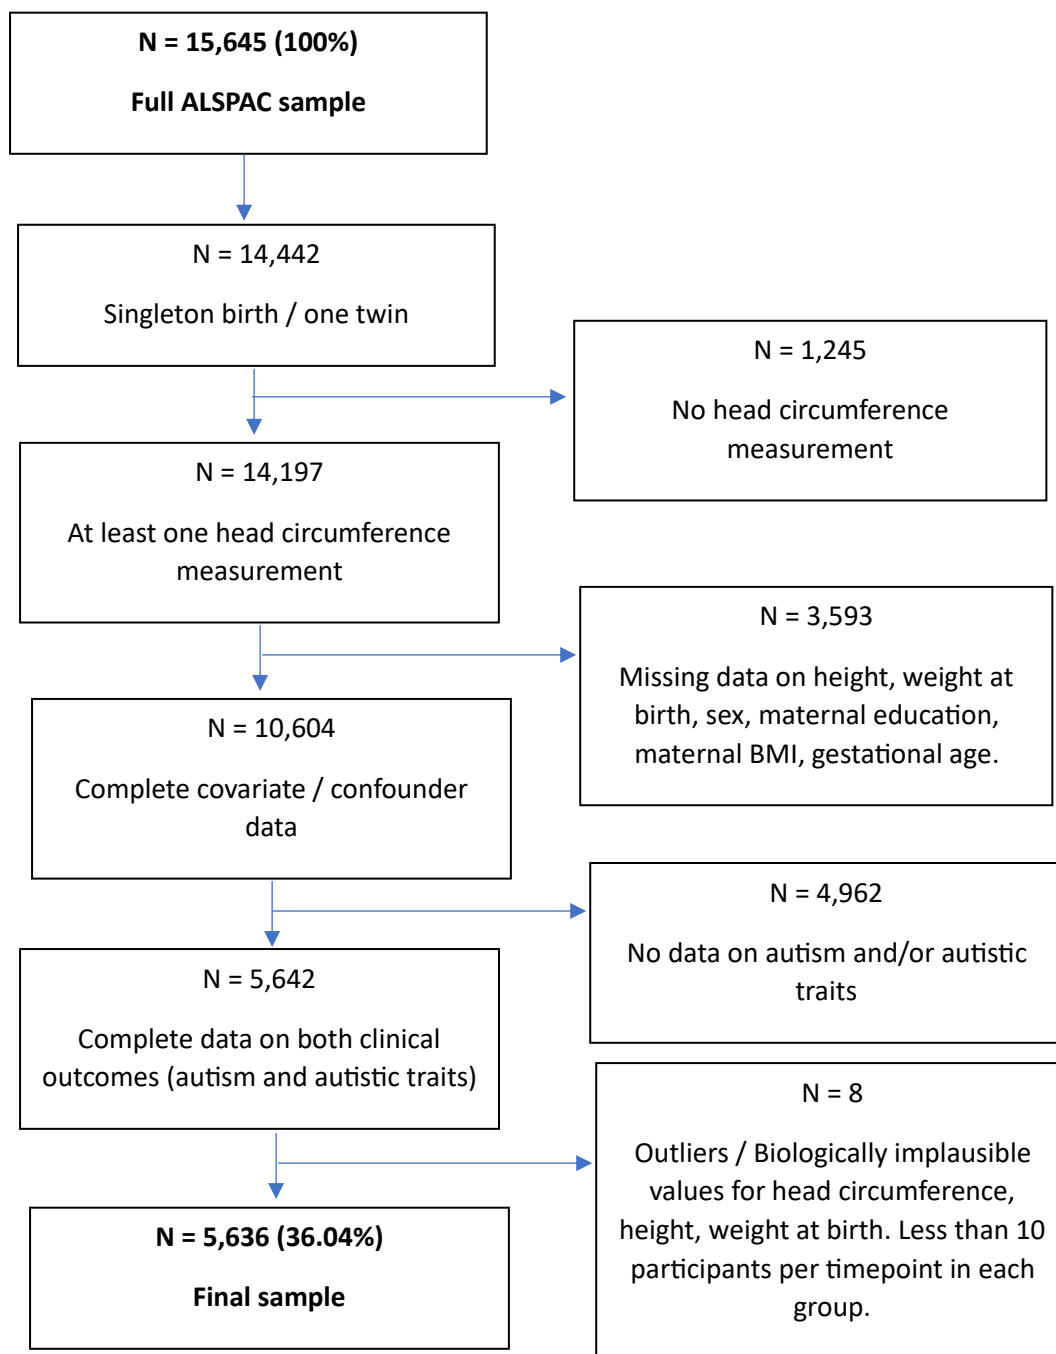 N = 15,645 (100%)
Full ALSPAC sample
N = 14,442
Singleton birth / one twin
N = 1,245
No head circumference
measurement
N = 14,197
At least one head circumference
measurement
N = 3,593
Missing data on height, weight at
birth, sex, maternal education,
maternal BMI, gestational age.
N = 10,604
Complete covariate / confounder
data
N = 4,962
No data on autism and/or autistic
traits
N = 5,642
Complete data on both clinical
outcomes (autism and autistic traits)
N = 8
Outliers / Biologically implausible
values for head circumference,
height, weight at birth. Less than 10
participants per timepoint in each
group.
N = 5,636 (36.04%)
Final sample